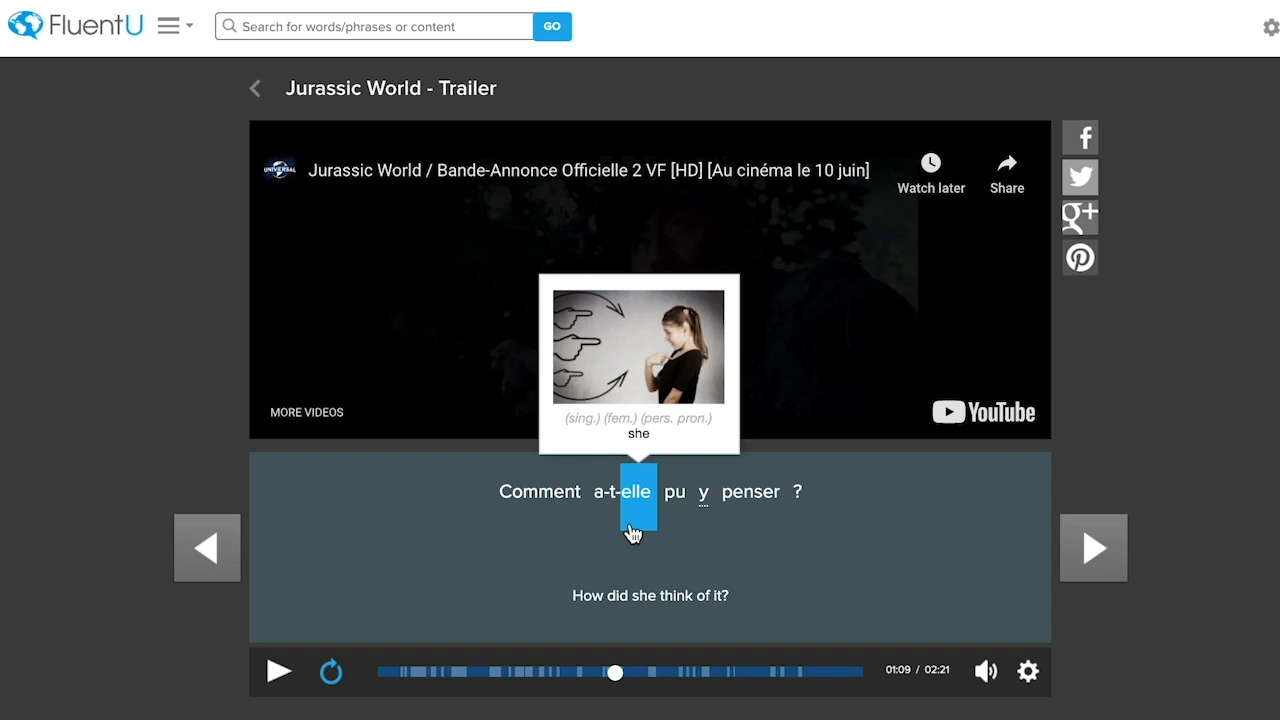 FluentU
Search for words/phrases or content
GO
Jurassic World - Trailer
UNIVERSAL
Jurassic World / Bande-Annonce Officielle 2 VF [HD] [Au cinéma le 10 juin]
Watch later
Share
f
g+
MORE VIDEOS
YouTube
(sing.) (fem.) (pers. pron.)
she
Comment a-t-elle pu y penser ?
How did she think of it?
01:09 / 02:21